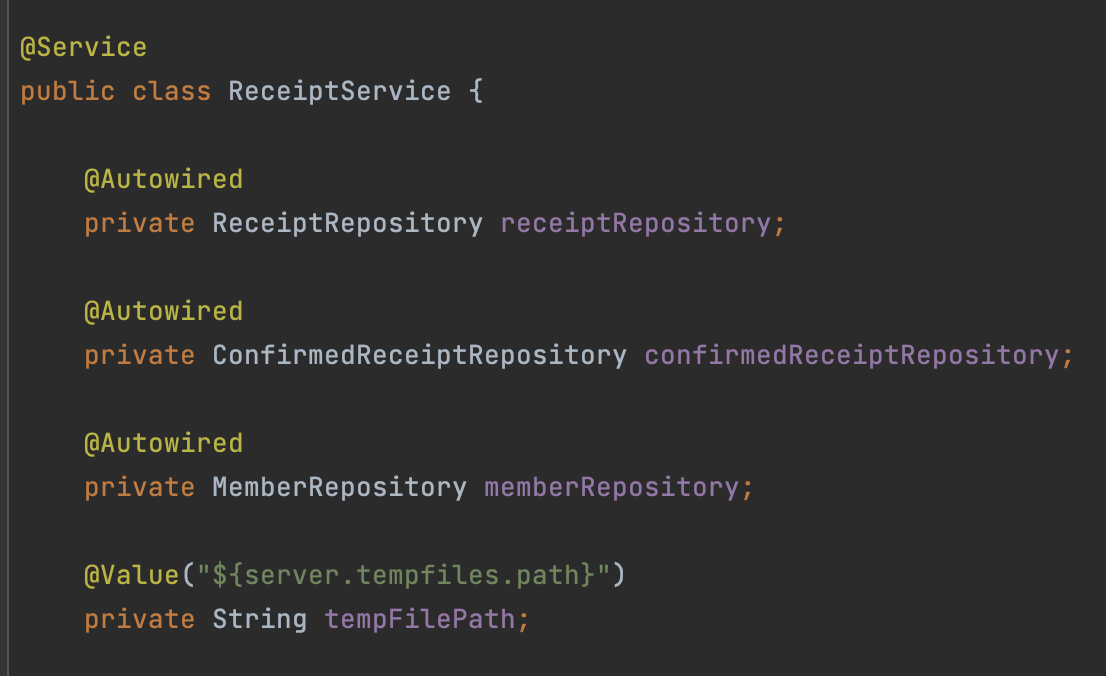 @Service
public class ReceiptService {
@Autowired
private ReceiptRepository receiptRepository;
@Autowired
private ConfirmedReceiptRepository confirmedReceiptRepository;
@Autowired
private MemberRepository memberRepository;
@Value("${server.tempfiles.path}")
private String tempFilePath;